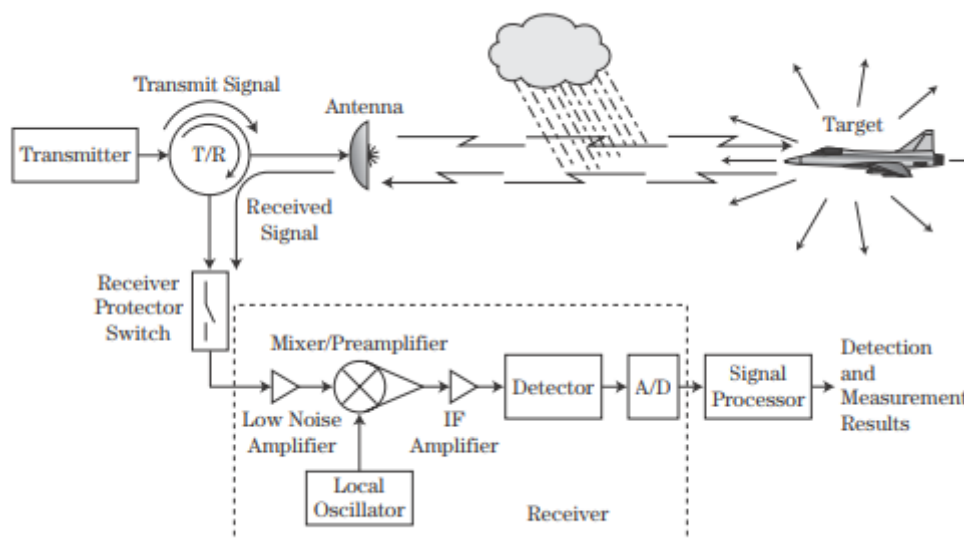 Transmit Signal
Antenna
Target
Transmitter
T/R
Received
Signal
Receiver
Protector
Switch
Mixer/Preamplifier
Detector
A/D
Signal
Processor
Detection
and
Measurement
Results
Low Noise
Amplifier
IF
Amplifier
Local
Oscillator
Receiver